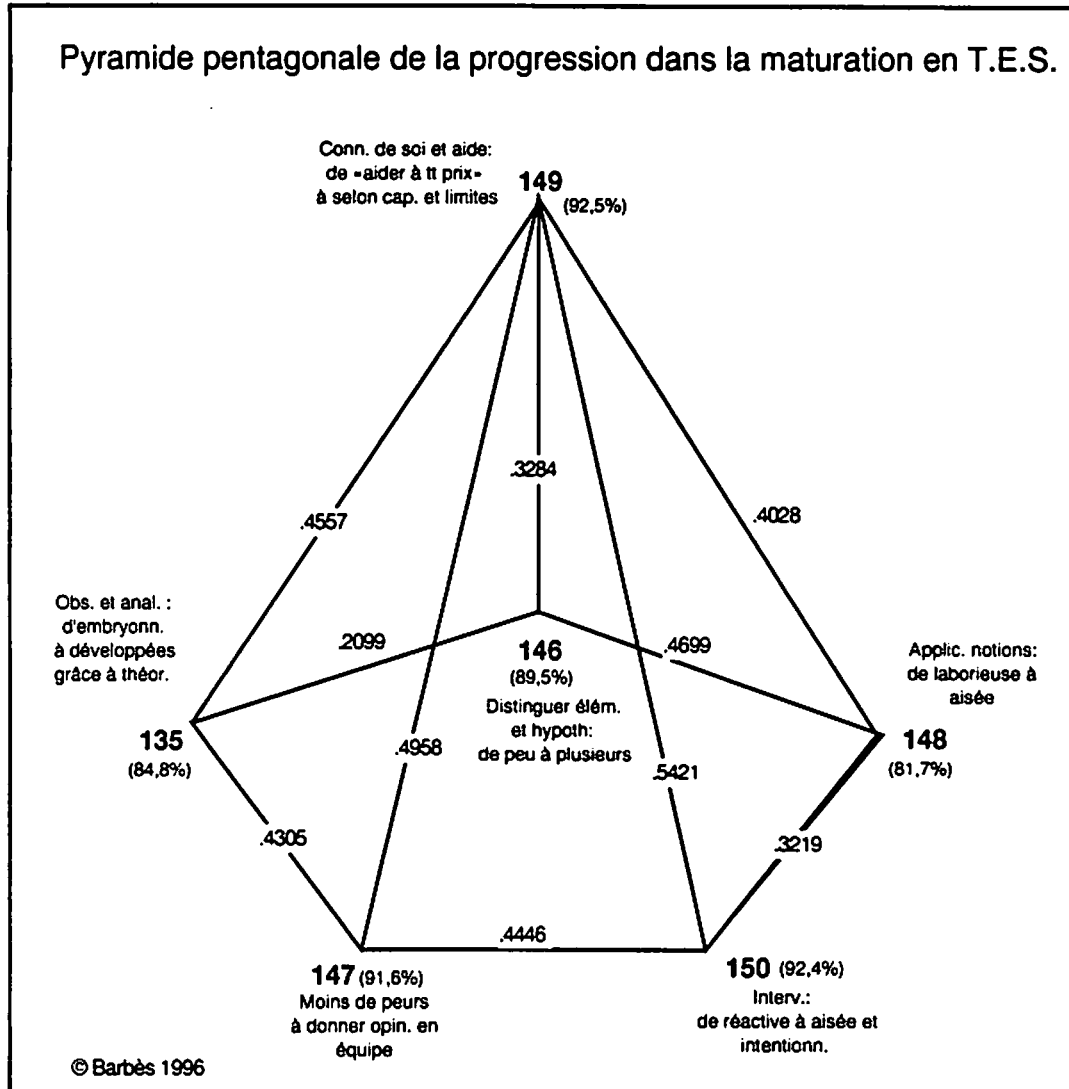 Pyramide pentagonale de la progression dans la maturation en T.E.S.
Conn. de soi et aide:
de «aider à tt prix»
à selon cap. et limites
149
(92,5%)
.3284
.4557
.4028
Obs. et anal. :
d'embryonn.
à développées
grâce à théor.
.2099
.4699
146
(89,5%)
Distinguer élém.
et hypoth:
de peu à plusieurs
Applic. notions:
de laborieuse à
aisée
135
(84,8%)
148
(81,7%)
.4958
.5421
.4305
.3219
.4446
147 (91,6%)
Moins de peurs
à donner opin. en
équipe
150 (92,4%)
Interv.:
de réactive à aisée et
intentionn.
© Barbès 1996